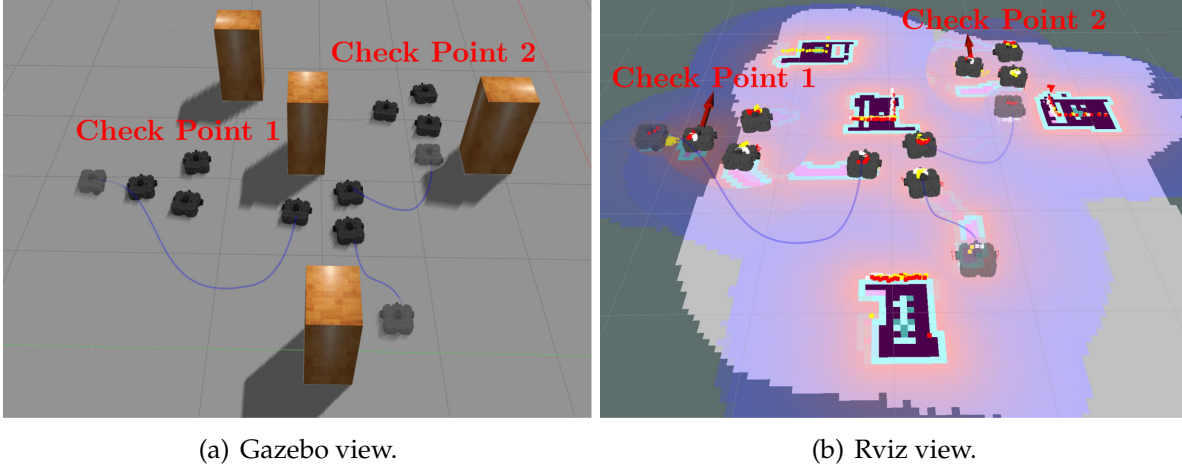 Check Point 2
Check Point 1
Check Point 2
Check Point 1
(a) Gazebo view.
(b) Rviz view.